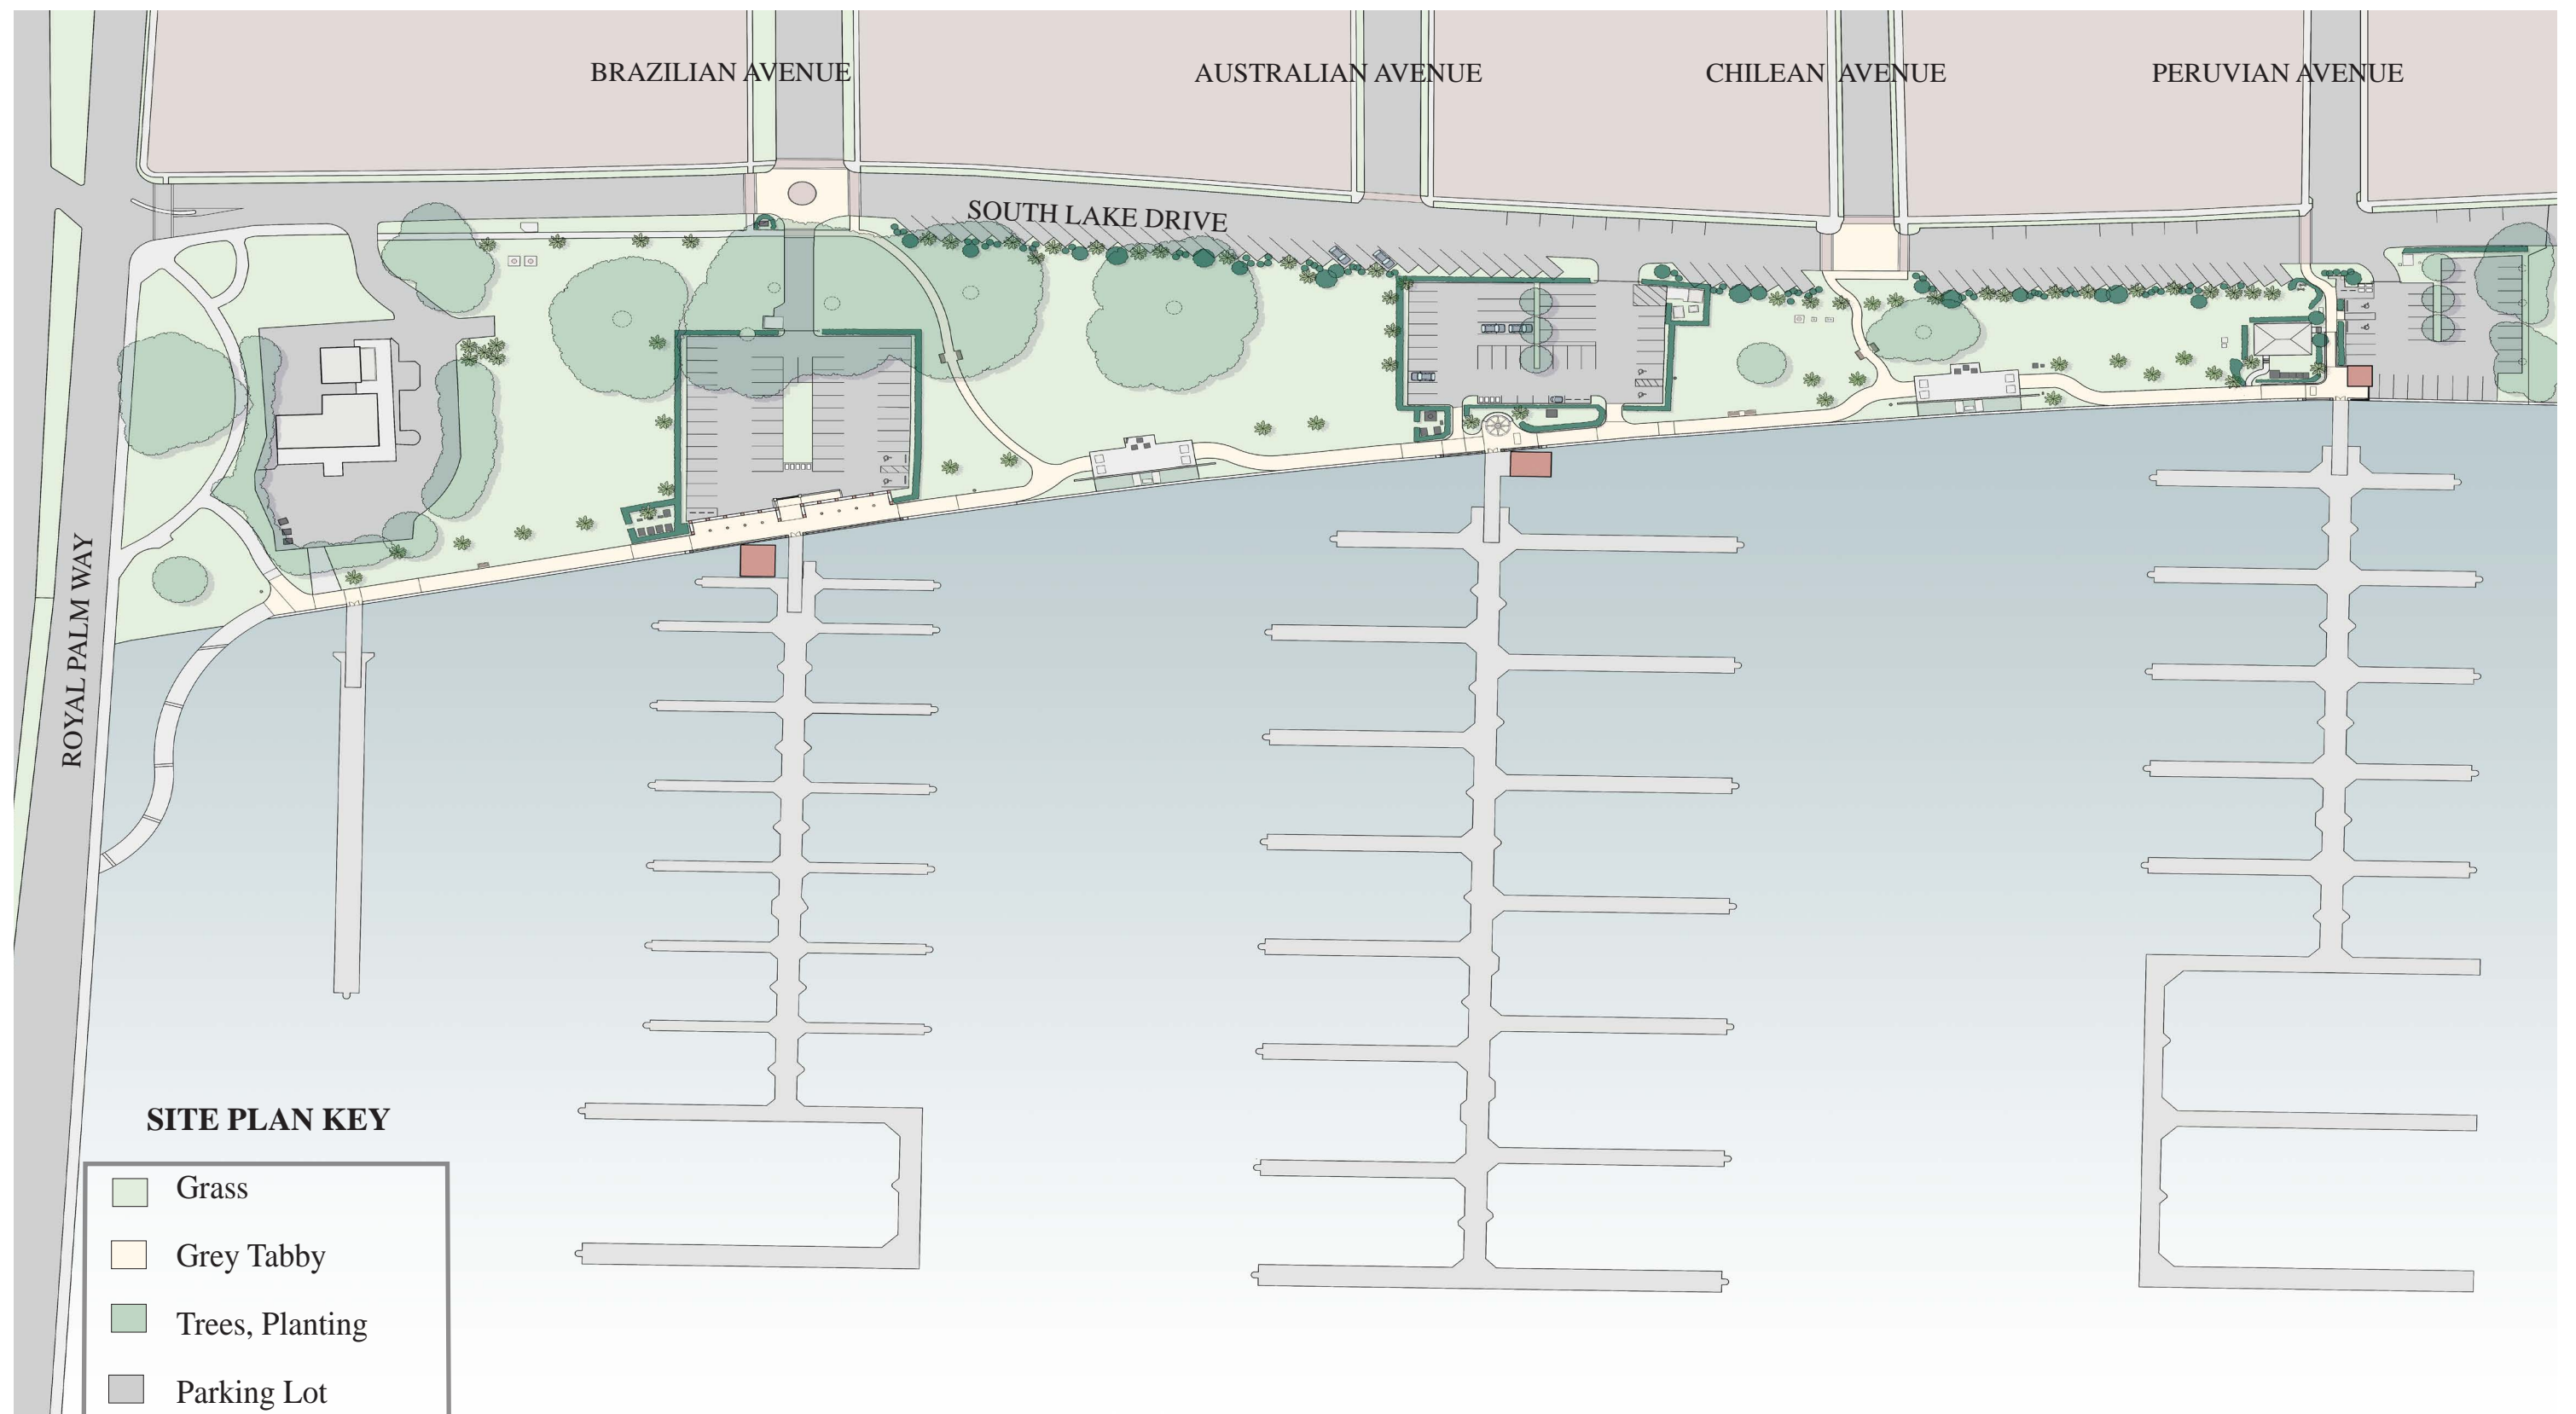 BRAZILIAN AVENUE
AUSTRALIAN AVENUE
CHILEAN AVENUE
PERUVIAN AVENUE
SOUTH LAKE DRIVE
ROYAL PALM WAY
SITE PLAN KEY
Grass
Grey Tabby
Trees, Planting
Parking Lot